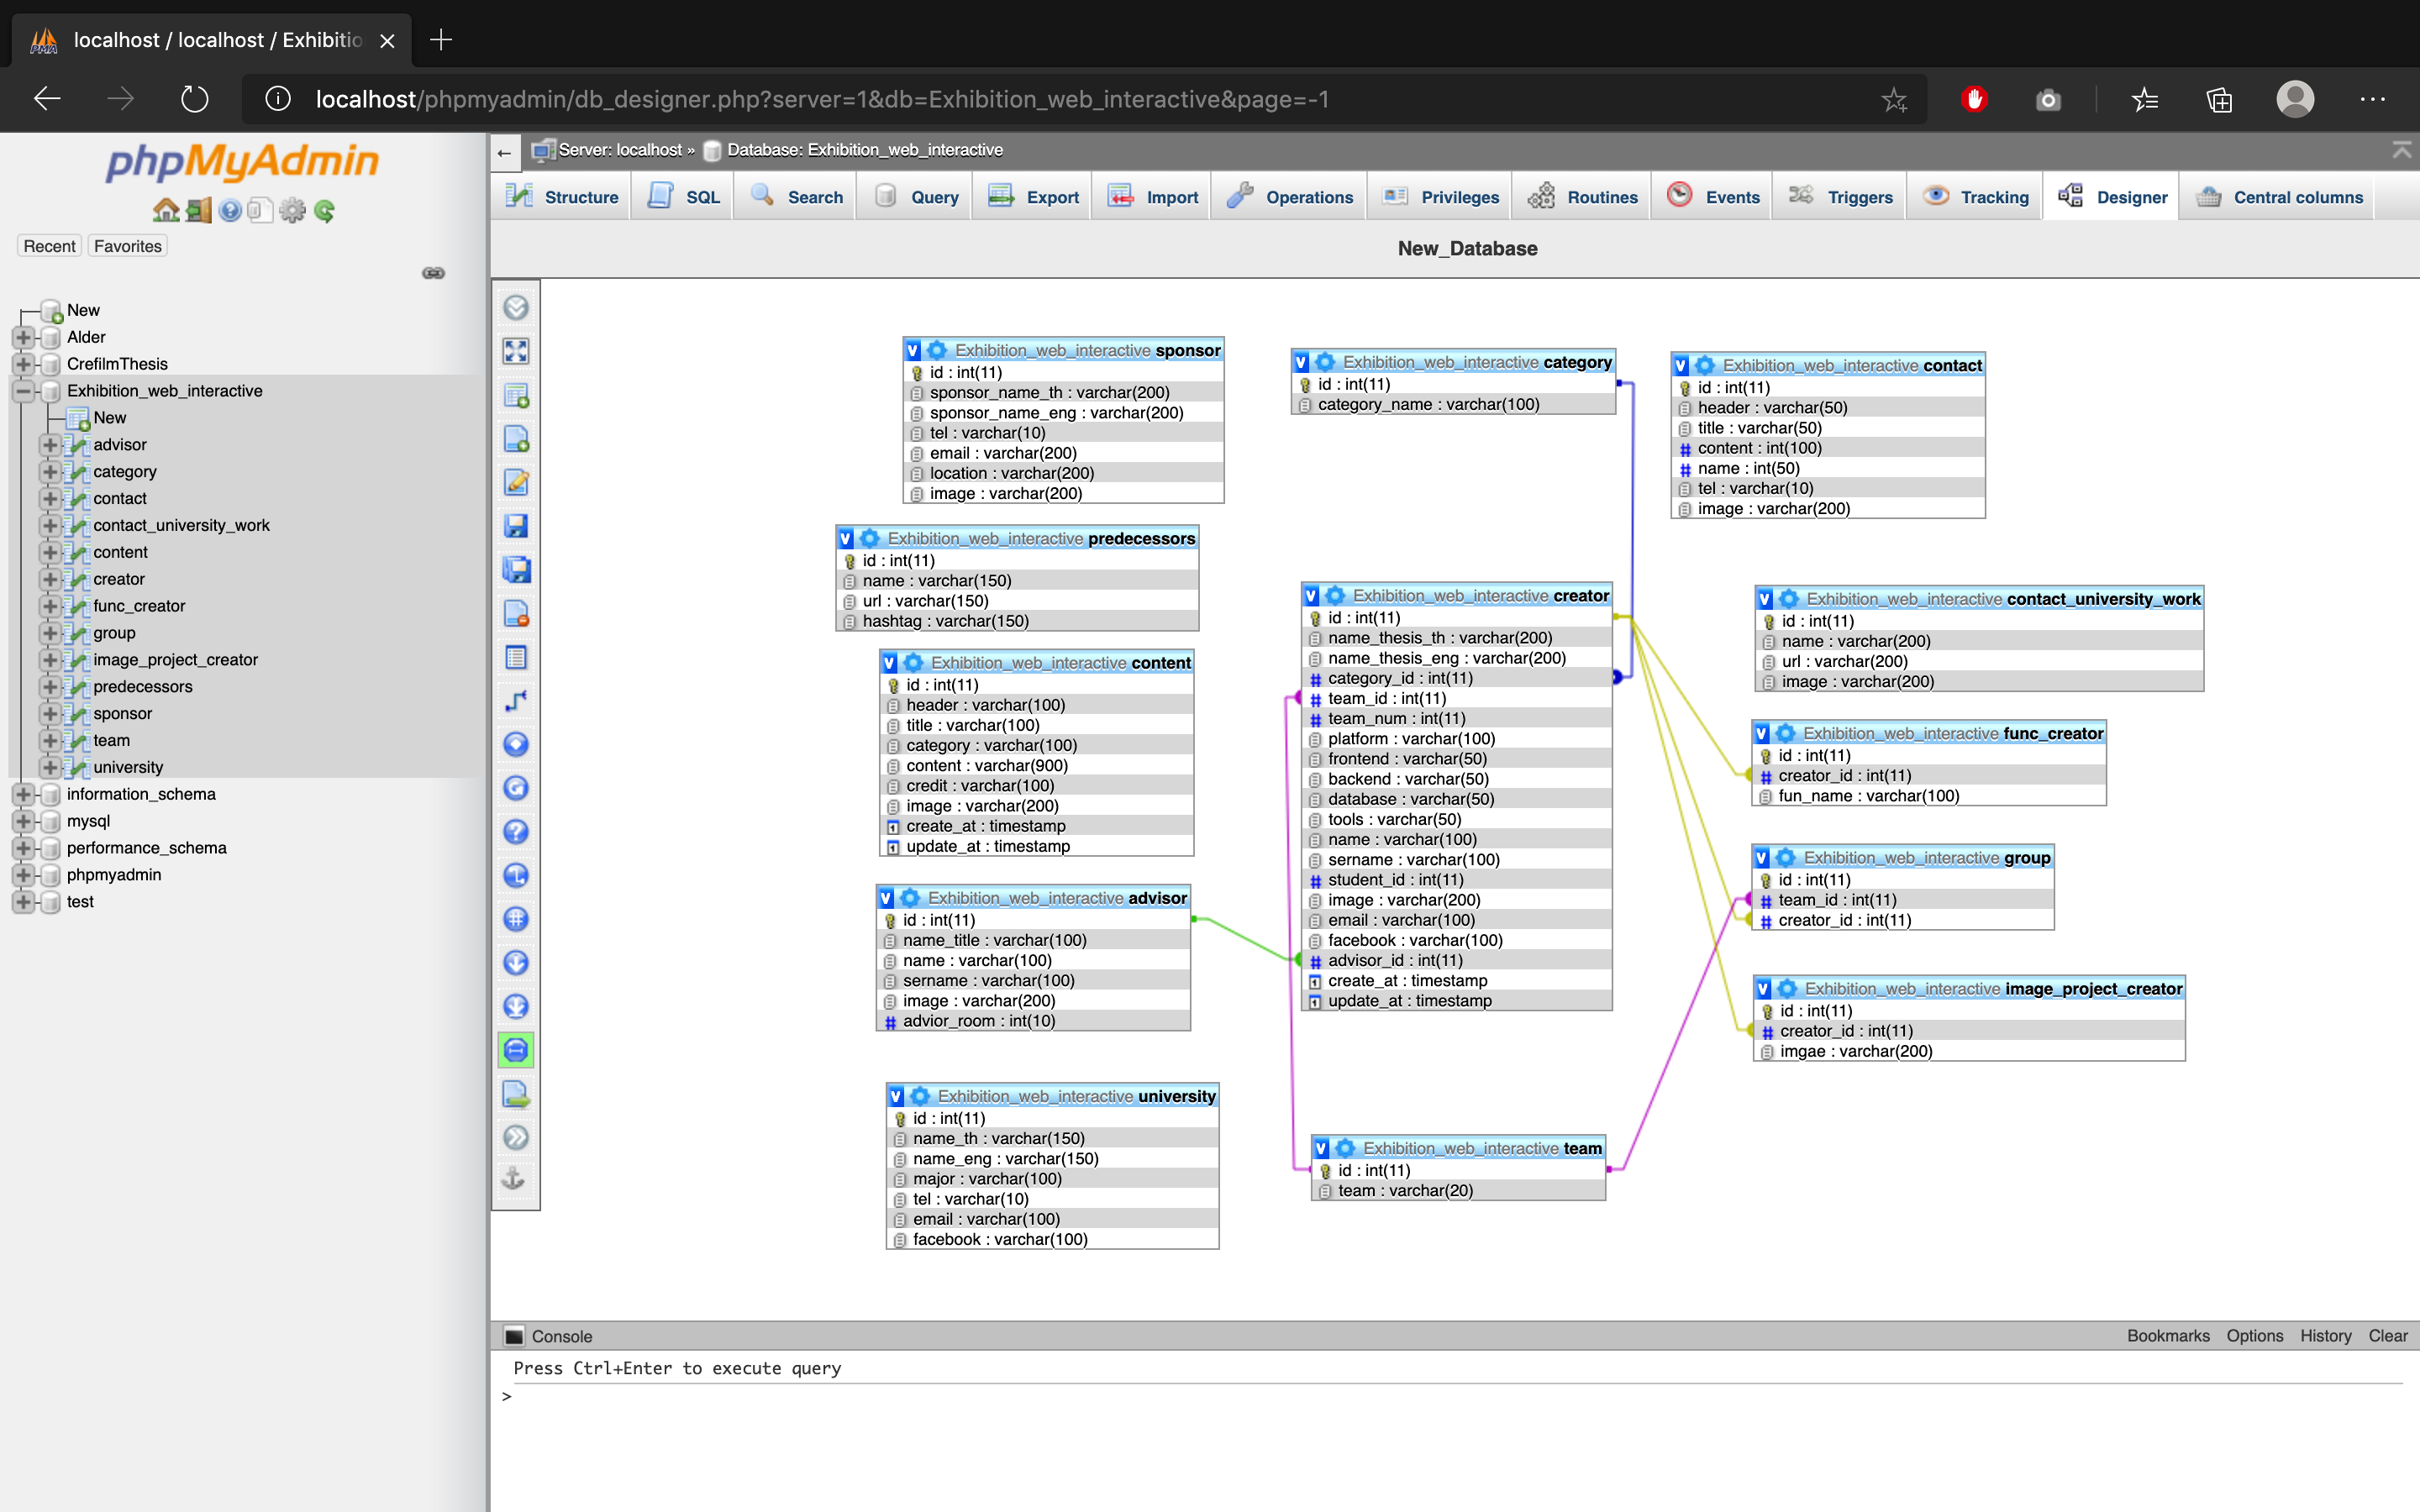 localhost / localhost / Exhibitio
localhost/phpmyadmin/db_designer.php?server=1&db=Exhibition_web_interactive&page=-1
phpMyAdmin
Recent
Favorites
New
Alder
CrefilmThesis
Exhibition_web_interactive
New
advisor
category
contact
contact_university_work
content
creator
func_creator
group
image_project_creator
predecessors
sponsor
team
university
information_schema
mysql
performance_schema
phpmyadmin
test
Server: localhost » Database: Exhibition_web_interactive
Structure SQL Search Query Export Import Operations Privileges Routines Events Triggers Tracking Designer Central columns
New_Database
Exhibition_web_interactive sponsor
id : int(11)
sponsor_name_th : varchar(200)
sponsor_name_eng : varchar(200)
tel : varchar(10)
email : varchar(200)
location : varchar(200)
image : varchar(200)
Exhibition_web_interactive predecessors
id : int(11)
name : varchar(150)
url : varchar(150)
hashtag : varchar(150)
Exhibition_web_interactive content
id : int(11)
header : varchar(100)
title : varchar(100)
category : varchar(100)
content : varchar(900)
credit : varchar(100)
image : varchar(200)
create_at : timestamp
update_at : timestamp
Exhibition_web_interactive advisor
id : int(11)
name_title : varchar(100)
name : varchar(100)
sername : varchar(100)
image : varchar(200)
advior_room : int(10)
Exhibition_web_interactive university
id : int(11)
name_th : varchar(150)
name_eng : varchar(150)
major : varchar(100)
tel : varchar(10)
email : varchar(100)
facebook : varchar(100)
Exhibition_web_interactive category
id : int(11)
category_name : varchar(100)
Exhibition_web_interactive creator
id : int(11)
name_thesis_th : varchar(200)
name_thesis_eng : varchar(200)
category_id : int(11)
team_id : int(11)
team_num : int(11)
platform : varchar(100)
frontend : varchar(50)
backend : varchar(50)
database : varchar(50)
tools : varchar(50)
name : varchar(100)
sername : varchar(100)
student_id : int(11)
image : varchar(200)
email : varchar(100)
facebook : varchar(100)
advisor_id : int(11)
create_at : timestamp
update_at : timestamp
Exhibition_web_interactive team
id : int(11)
team : varchar(20)
Exhibition_web_interactive contact
id : int(11)
header : varchar(50)
title : varchar(50)
content : int(100)
name : int(50)
tel : varchar(10)
image : varchar(200)
Exhibition_web_interactive contact_university_work
id : int(11)
name : varchar(200)
url : varchar(200)
image : varchar(200)
Exhibition_web_interactive func_creator
id : int(11)
creator_id : int(11)
fun_name : varchar(100)
Exhibition_web_interactive group
id : int(11)
team_id : int(11)
creator_id : int(11)
Exhibition_web_interactive image_project_creator
id : int(11)
creator_id : int(11)
imgae : varchar(200)
Console
Bookmarks Options History Clear
Press Ctrl+Enter to execute query
>